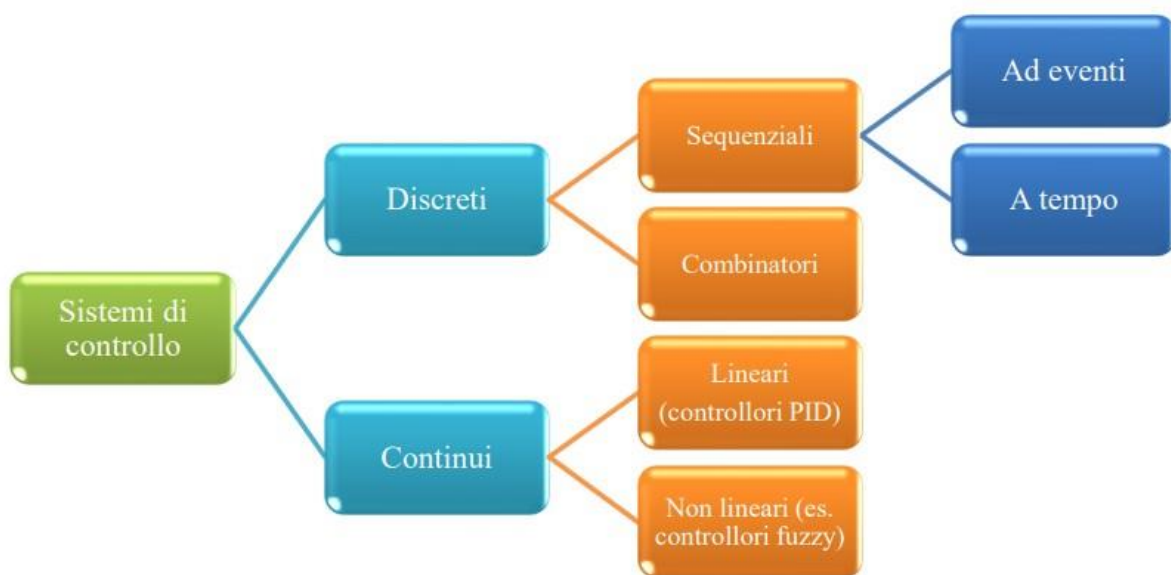 Sistemi di
controllo
Discreti
Continui
Sequenziali
Combinatori
Lineari
(controllori PID)
Non lineari (es.
controllori fuzzy)
Ad eventi
A tempo